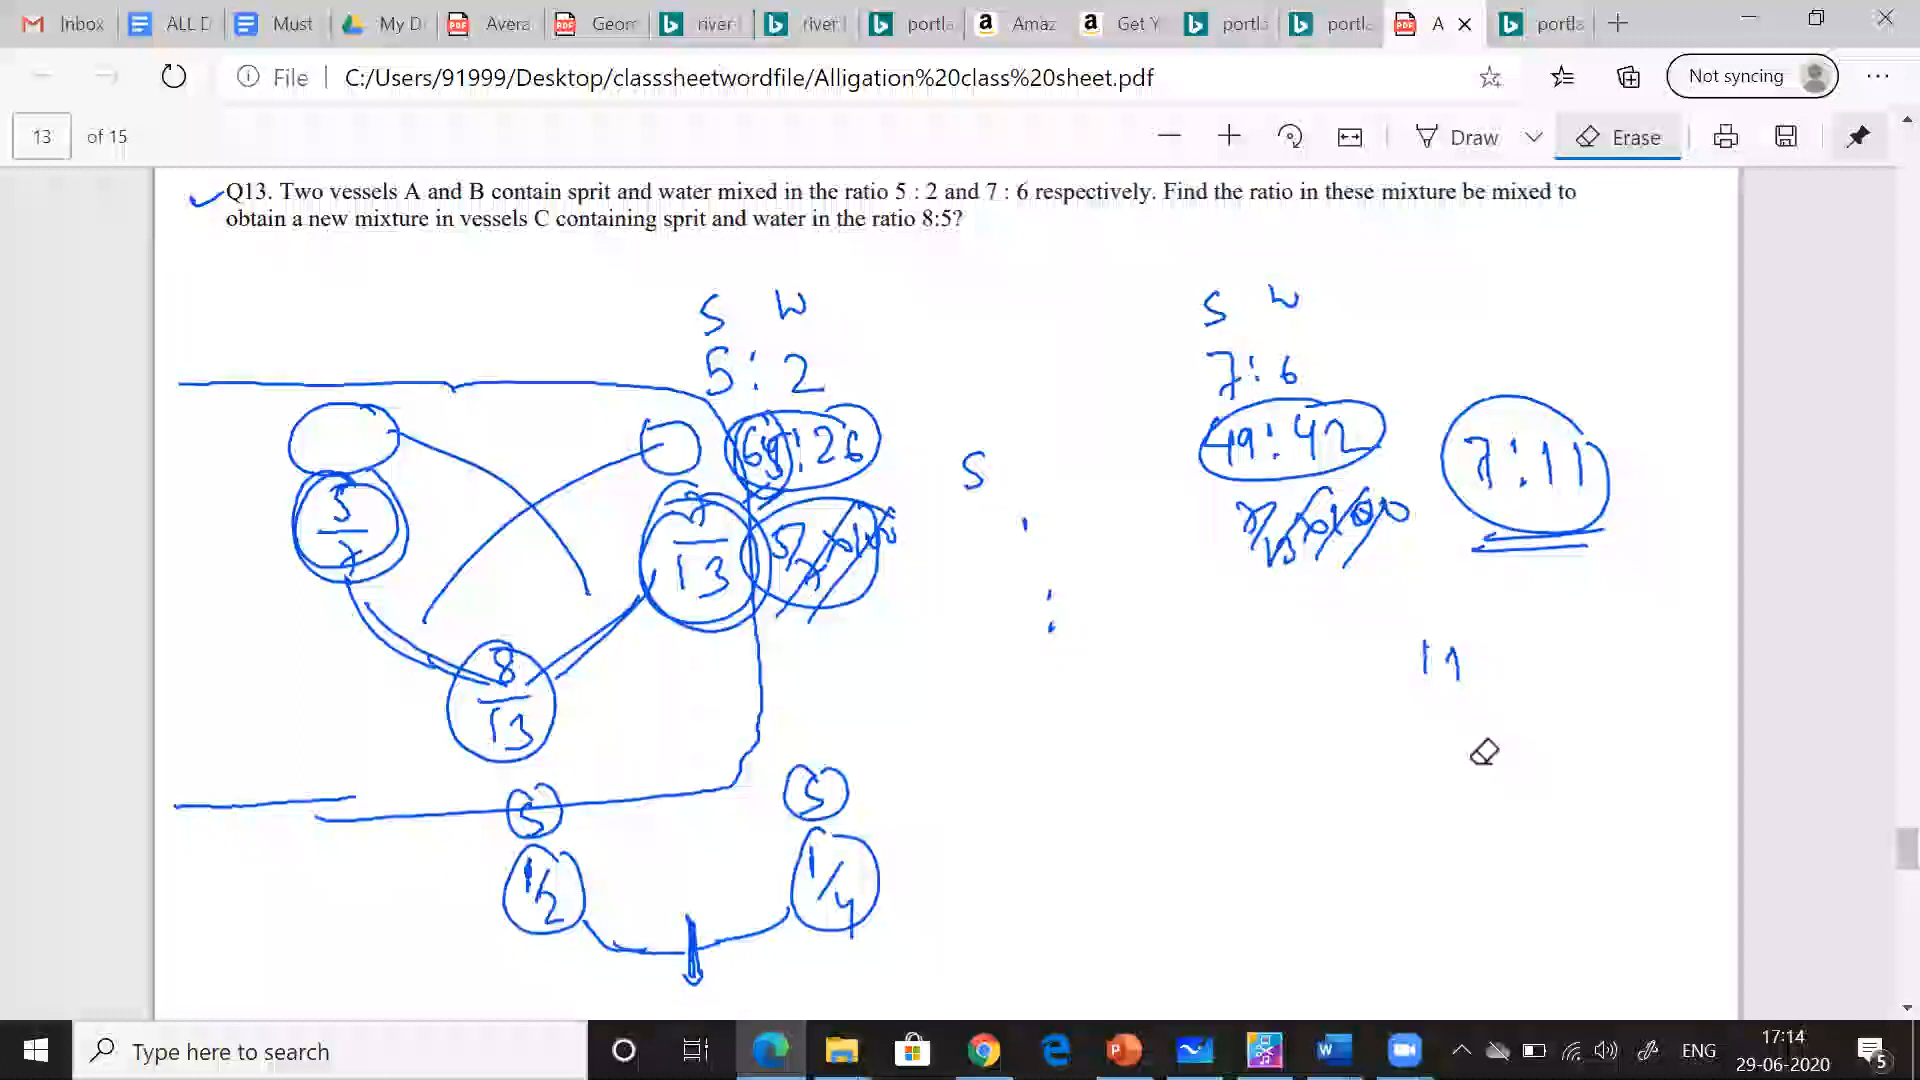 Inbox ALL D Must My D Avera Geom river river portla Amaz Get Y portla portla A portla
File C:/Users/91999/Desktop/classsheetwordfile/Alligation%20class%20sheet.pdf Not syncing
13 of 15 Draw Erase
Q13. Two vessels A and B contain sprit and water mixed in the ratio 5 : 2 and 7 : 6 respectively. Find the ratio in these mixture be mixed to
obtain a new mixture in vessels C containing sprit and water in the ratio 8:5?
S W S W
5 : 2 7 : 6
:26 49:42 7:11
S
13
8
13
S S
1/2 1/4
Type here to search
ENG
17:14
29-06-2020
5